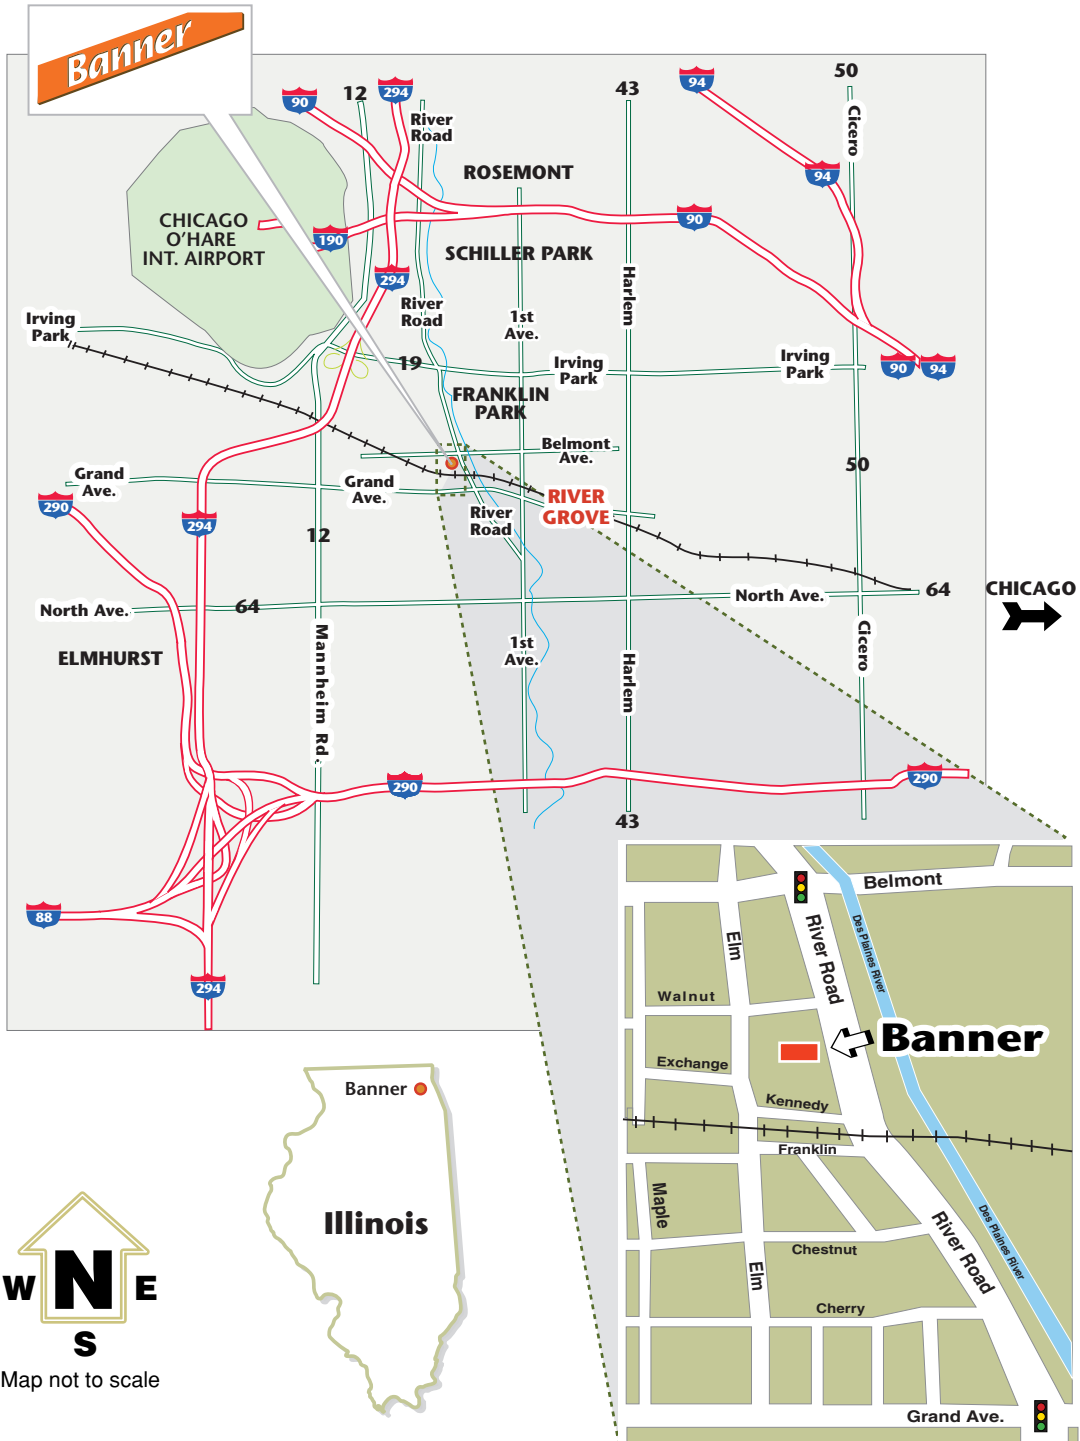 Banner
90
12
294
River
Road
43
94
50
Cicero
94
ROSEMONT
CHICAGO
O'HARE
INT. AIRPORT
190
90
SCHILLER PARK
294
Harlem
River
Road
1st
Ave.
Irving
Park
19
Irving
Park
Irving
Park
90
94
FRANKLIN
PARK
Belmont
Ave.
50
Grand
Ave.
Grand
Ave.
290
RIVER
GROVE
294
River
Road
12
North Ave.
64
North Ave.
64
CHICAGO
ELMHURST
Mannheim Rd.
1st
Ave.
Harlem
Cicero
290
290
43
88
294
Belmont
Elm
River Road
Des Plaines River
Walnut
Banner
Exchange
Kennedy
Franklin
Maple
River Road
Des Plaines River
Chestnut
Elm
Cherry
Grand Ave.
Banner
Illinois
N
W
E
S
Map not to scale